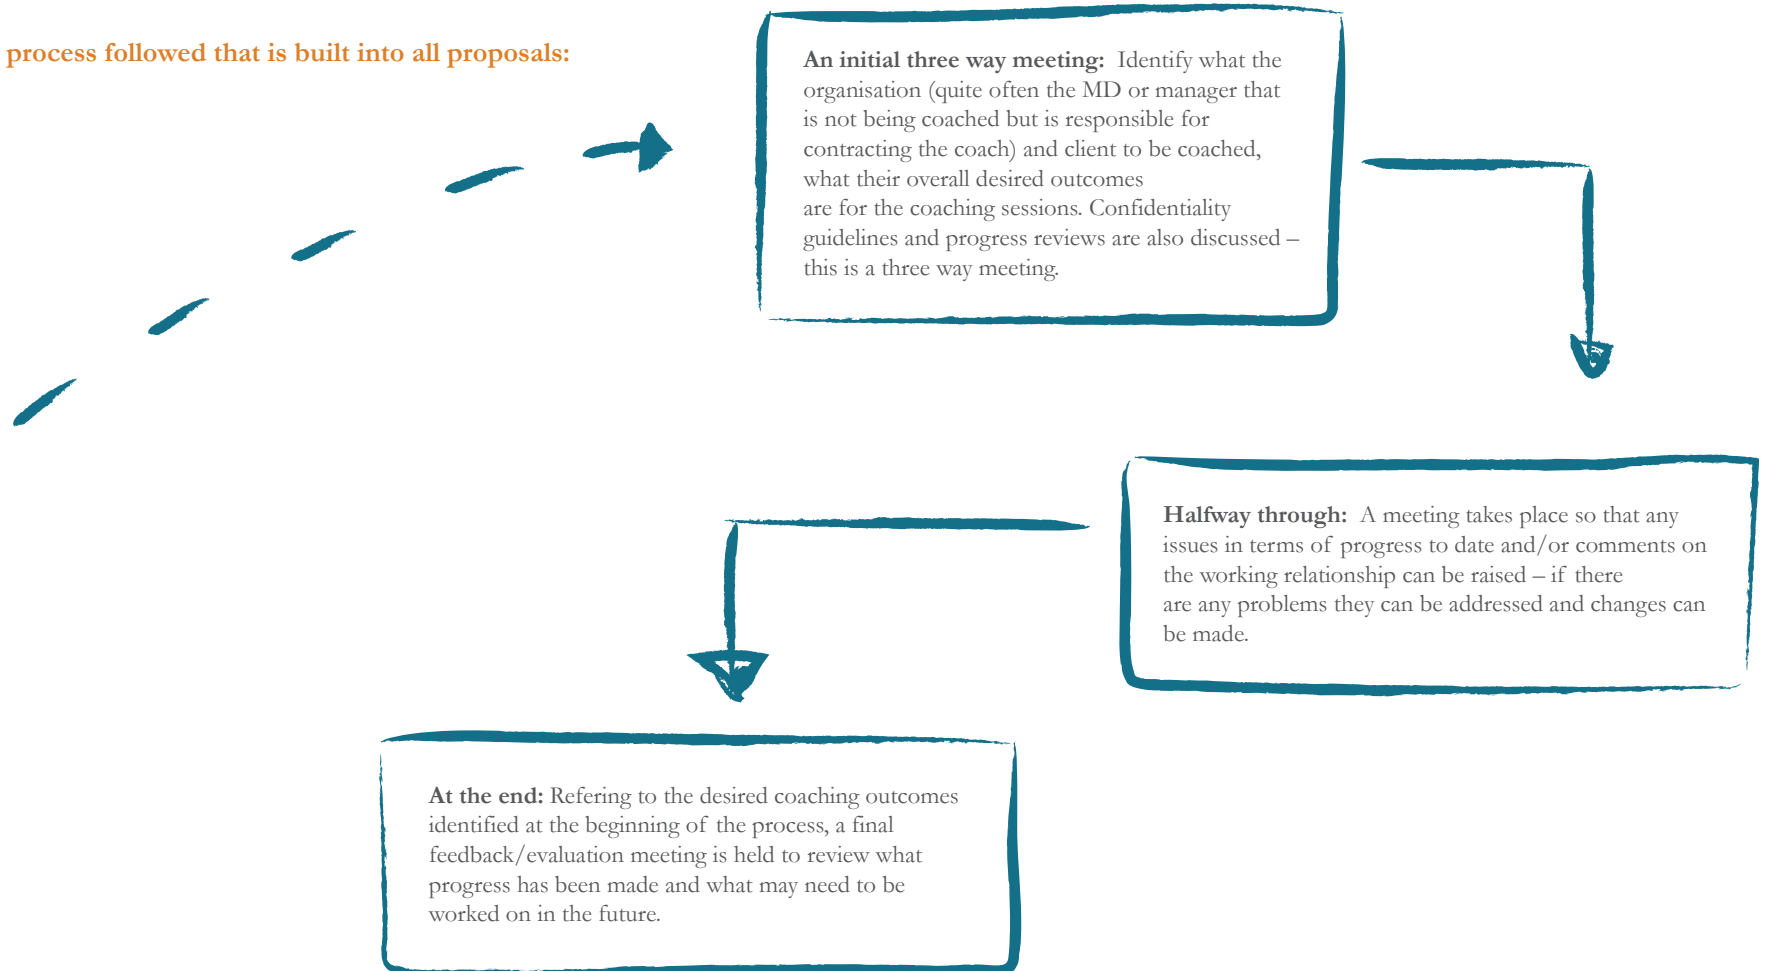 process followed that is built into all proposals:
An initial three way meeting: Identify what the
organisation (quite often the MD or manager that
is not being coached but is responsible for
contracting the coach) and client to be coached,
what their overall desired outcomes
are for the coaching sessions. Confidentiality
guidelines and progress reviews are also discussed –
this is a three way meeting.
Halfway through: A meeting takes place so that any
issues in terms of progress to date and/or comments on
the working relationship can be raised – if there
are any problems they can be addressed and changes can
be made.
At the end: Refering to the desired coaching outcomes
identified at the beginning of the process, a final
feedback/evaluation meeting is held to review what
progress has been made and what may need to be
worked on in the future.